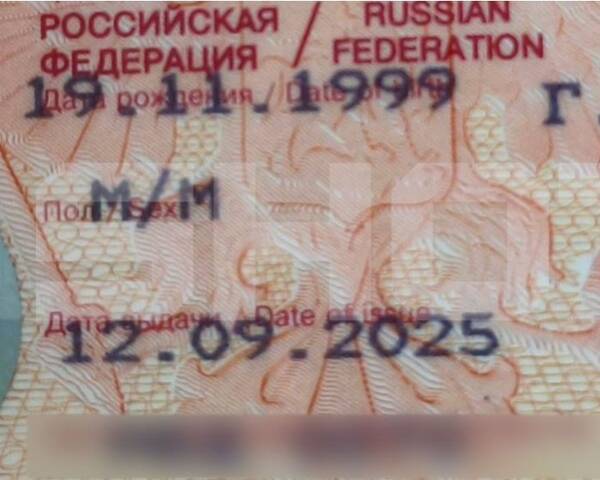 РОССИЙСКАЯ / RUSSIAN
ФЕДЕРАЦИЯ / FEDERATION
Дата рождения / Date of birth
19.11.1999 Г.
Пол / Sex
М/M
Дата выдачи / Date of issue
12.09.2025